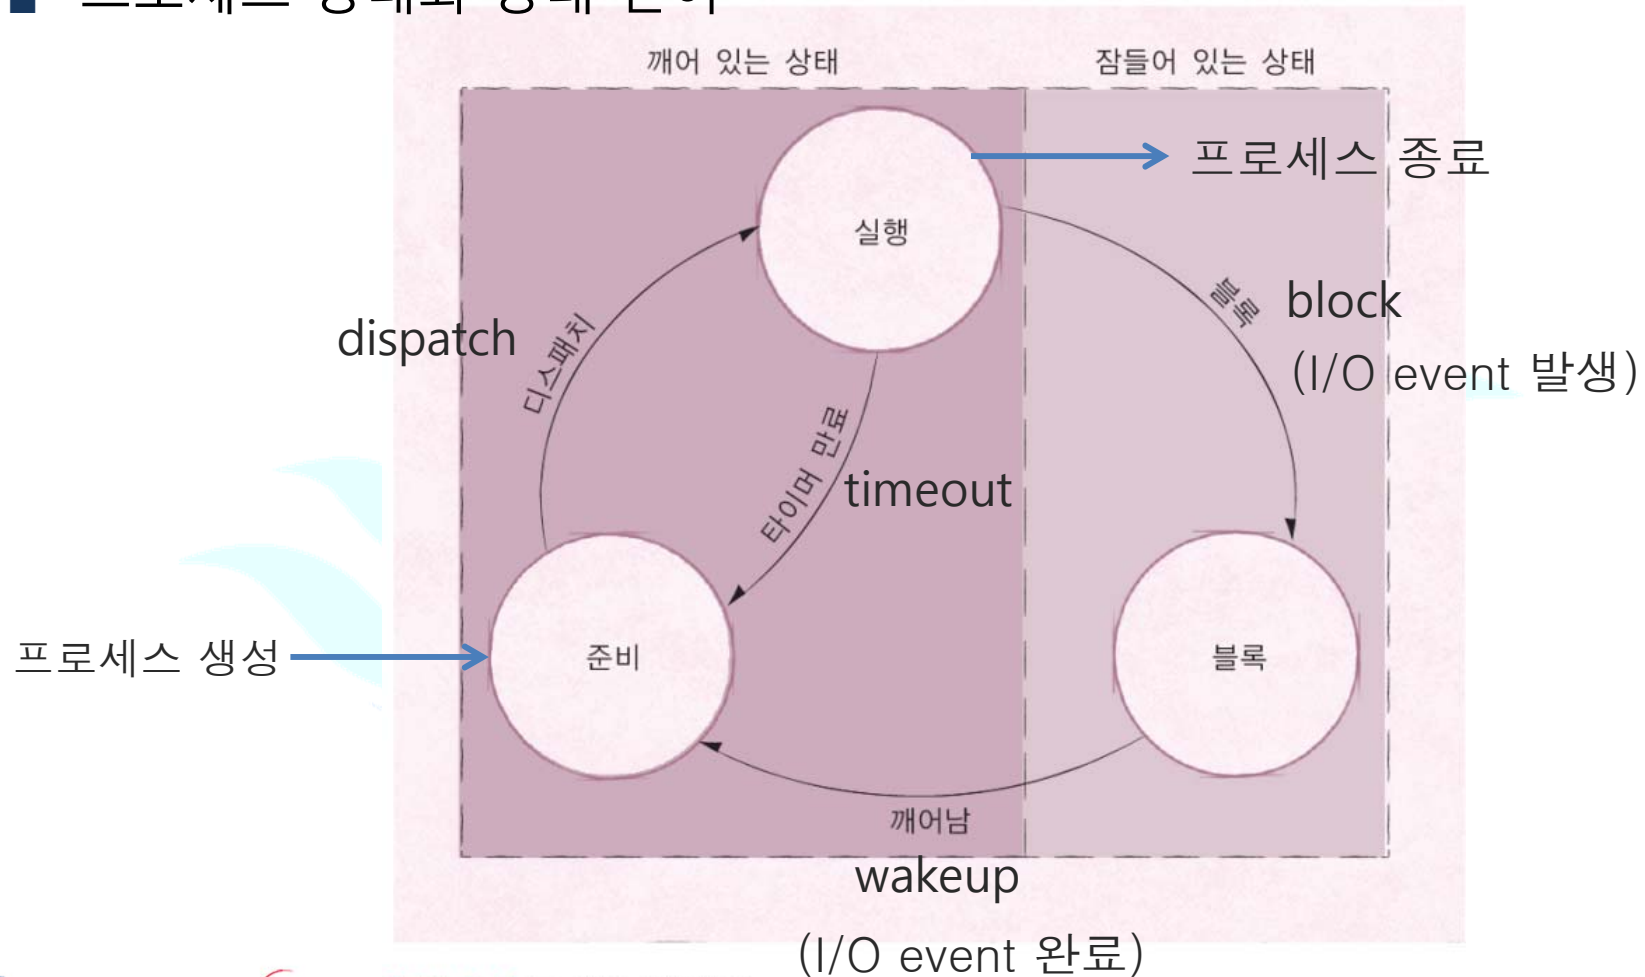 깨어 있는 상태
잠들어 있는 상태
프로세스 종료
실행
블록
block
(I/O event 발생)
dispatch
디스패치
타이머 만료
timeout
프로세스 생성
준비
블록
깨어남
wakeup
(I/O event 완료)